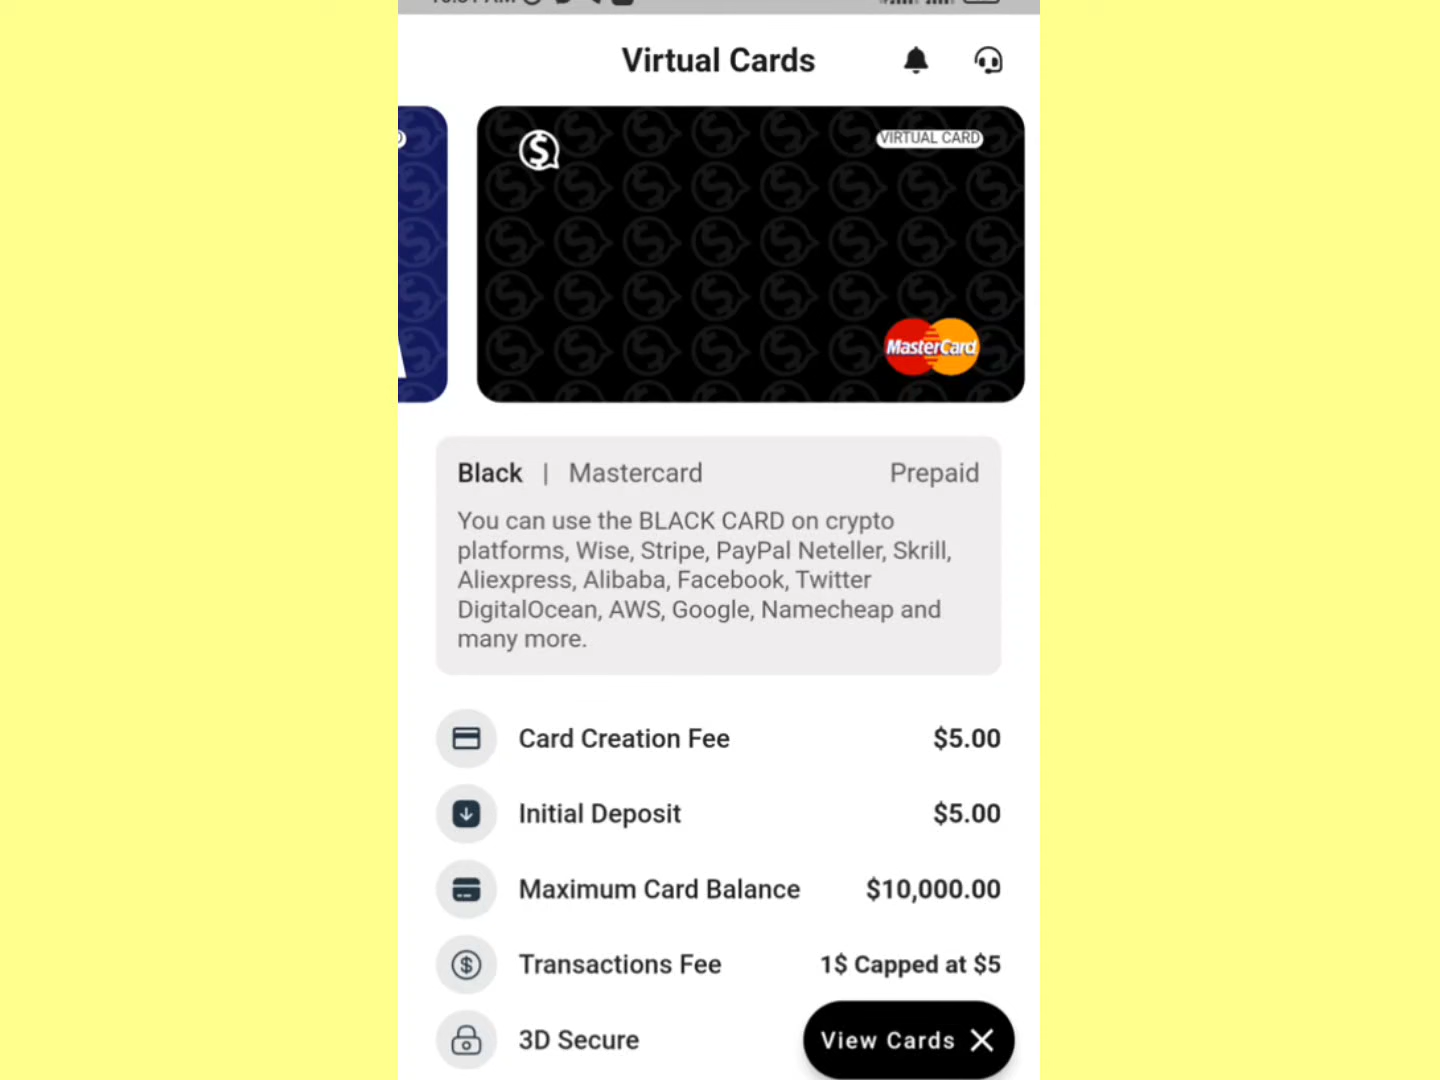 Virtual Cards
VIRTUAL CARD
MasterCard
Black | Mastercard Prepaid
You can use the BLACK CARD on crypto
platforms, Wise, Stripe, PayPal Neteller, Skrill,
Aliexpress, Alibaba, Facebook, Twitter
DigitalOcean, AWS, Google, Namecheap and
many more.
Card Creation Fee $5.00
Initial Deposit $5.00
Maximum Card Balance $10,000.00
Transactions Fee 1$ Capped at $5
3D Secure
View Cards